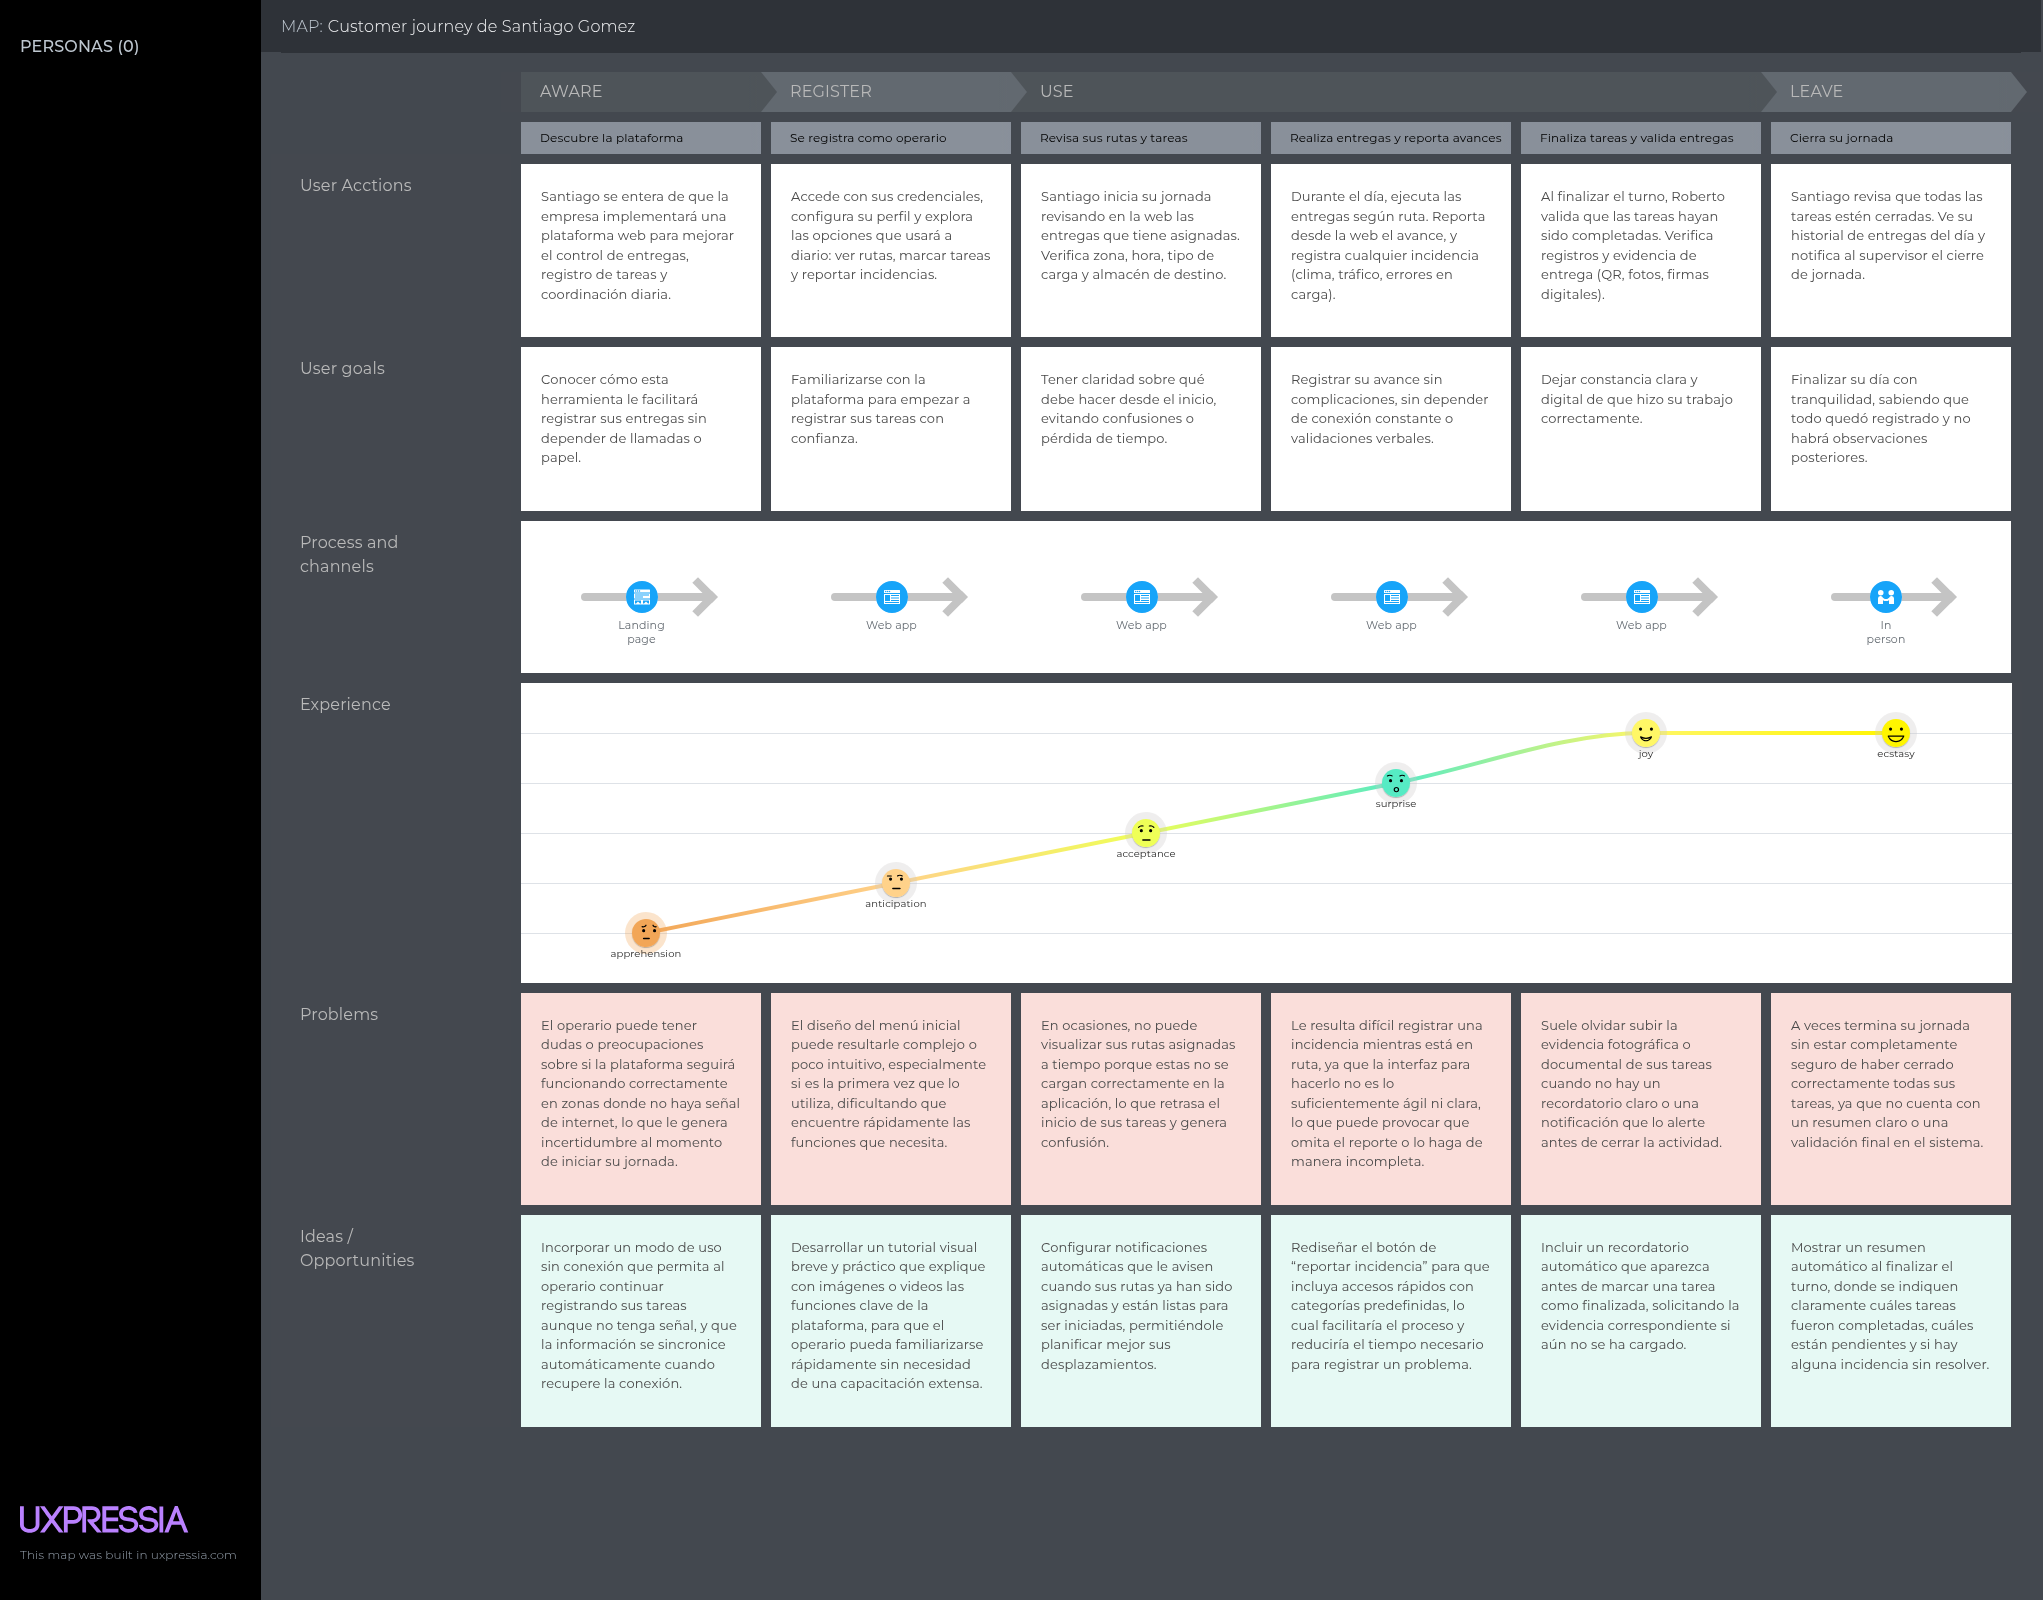 PERSONAS (0)
MAP: Customer journey de Santiago Gomez
AWARE
REGISTER
USE
LEAVE
Descubre la plataforma
Se registra como operario
Revisa sus rutas y tareas
Realiza entregas y reporta avances
Finaliza tareas y valida entregas
Cierra su jornada
User Acctions
Santiago se entera de que la
empresa implementará una
plataforma web para mejorar
el control de entregas,
registro de tareas y
coordinación diaria.
Accede con sus credenciales,
configura su perfil y explora
las opciones que usará a
diario: ver rutas, marcar tareas
y reportar incidencias.
Santiago inicia su jornada
revisando en la web las
entregas que tiene asignadas.
Verifica zona, hora, tipo de
carga y almacén de destino.
Durante el día, ejecuta las
entregas según ruta. Reporta
desde la web el avance, y
registra cualquier incidencia
(clima, tráfico, errores en
carga).
Al finalizar el turno, Roberto
valida que las tareas hayan
sido completadas. Verifica
registros y evidencia de
entrega (QR, fotos, firmas
digitales).
Santiago revisa que todas las
tareas estén cerradas. Ve su
historial de entregas del día y
notifica al supervisor el cierre
de jornada.
User goals
Conocer cómo esta
herramienta le facilitará
registrar sus entregas sin
depender de llamadas o
papel.
Familiarizarse con la
plataforma para empezar a
registrar sus tareas con
confianza.
Tener claridad sobre qué
debe hacer desde el inicio,
evitando confusiones o
pérdida de tiempo.
Registrar su avance sin
complicaciones, sin depender
de conexión constante o
validaciones verbales.
Dejar constancia clara y
digital de que hizo su trabajo
correctamente.
Finalizar su día con
tranquilidad, sabiendo que
todo quedó registrado y no
habrá observaciones
posteriores.
Process and
channels
Landing
page
Web app
Web app
Web app
Web app
In
person
Experience
apprehension
anticipation
acceptance
surprise
joy
ecstasy
Problems
El operario puede tener
dudas o preocupaciones
sobre si la plataforma seguirá
funcionando correctamente
en zonas donde no haya señal
de internet, lo que le genera
incertidumbre al momento
de iniciar su jornada.
El diseño del menú inicial
puede resultarle complejo o
poco intuitivo, especialmente
si es la primera vez que lo
utiliza, dificultando que
encuentre rápidamente las
funciones que necesita.
En ocasiones, no puede
visualizar sus rutas asignadas
a tiempo porque estas no se
cargan correctamente en la
aplicación, lo que retrasa el
inicio de sus tareas y genera
confusión.
Le resulta difícil registrar una
incidencia mientras está en
ruta, ya que la interfaz para
hacerlo no es lo
suficientemente ágil ni clara,
lo que puede provocar que
omita el reporte o lo haga de
manera incompleta.
Suele olvidar subir la
evidencia fotográfica o
documental de sus tareas
cuando no hay un
recordatorio claro o una
notificación que lo alerte
antes de cerrar la actividad.
A veces termina su jornada
sin estar completamente
seguro de haber cerrado
correctamente todas sus
tareas, ya que no cuenta con
un resumen claro o una
validación final en el sistema.
Ideas /
Opportunities
Incorporar un modo de uso
sin conexión que permita al
operario continuar
registrando sus tareas
aunque no tenga señal, y que
la información se sincronice
automáticamente cuando
recupere la conexión.
Desarrollar un tutorial visual
breve y práctico que explique
con imágenes o videos las
funciones clave de la
plataforma, para que el
operario pueda familiarizarse
rápidamente sin necesidad
de una capacitación extensa.
Configurar notificaciones
automáticas que le avisen
cuando sus rutas ya han sido
asignadas y están listas para
ser iniciadas, permitiéndole
planificar mejor sus
desplazamientos.
Rediseñar el botón de
“reportar incidencia” para que
incluya accesos rápidos con
categorías predefinidas, lo
cual facilitaría el proceso y
reduciría el tiempo necesario
para registrar un problema.
Incluir un recordatorio
automático que aparezca
antes de marcar una tarea
como finalizada, solicitando la
evidencia correspondiente si
aún no se ha cargado.
Mostrar un resumen
automático al finalizar el
turno, donde se indiquen
claramente cuáles tareas
fueron completadas, cuáles
están pendientes y si hay
alguna incidencia sin resolver.
UXPRESSIA
This map was built in uxpressia.com